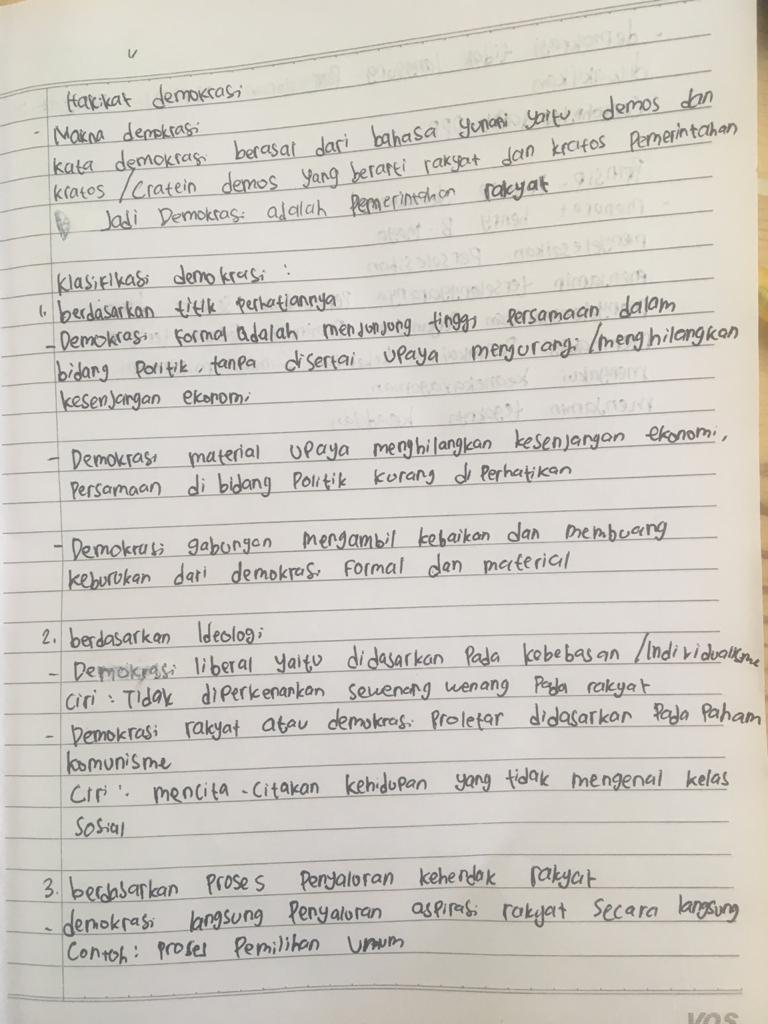 Hakikat demokrasi
- Makna demokrasi
kata demokrasi berasal dari bahasa yunani yaitu demos dan
kratos / Cratein demos yang berarti rakyat dan kratos Pemerintahan
Jadi Demokrasi adalah Pemerintahan rakyat
klasifikasi demokrasi :
1. berdasarkan titik perhatiannya
- Demokrasi formal adalah menjunjung tinggi Persamaan dalam
bidang Politik, tanpa disertai upaya mengurangi / menghilangkan
kesenjangan ekonomi
- Demokrasi material upaya menghilangkan kesenjangan ekonomi,
Persamaan di bidang Politik kurang di Perhatikan
- Demokrasi gabungan mengambil kebaikan dan membuang
keburukan dari demokrasi formal dan material
2. berdasarkan Ideologi
- Demokrasi liberal yaitu didasarkan Pada kebebasan / Individualisme
Ciri : Tidak diperkenankan sewenang wenang Pada rakyat
- Demokrasi rakyat atau demokrasi Proletar didasarkan Pada Paham
komunisme
Ciri : mencita - Citakan kehidupan yang tidak mengenal kelas
Sosial
3. berdasarkan Proses Penyaloran kehendak rakyat
- demokrasi langsung Penyaloran aspirasi rakyat Secara langsung
Contoh : Proses Pemilihan Umum